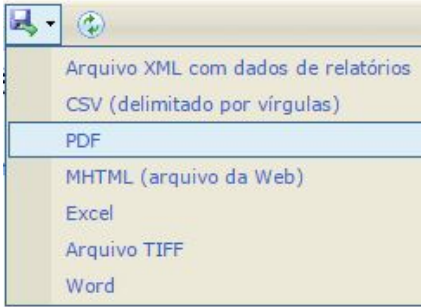 Arquivo XML com dados de relatórios
CSV (delimitado por vírgulas)
PDF
MHTML (arquivo da Web)
Excel
Arquivo TIFF
Word